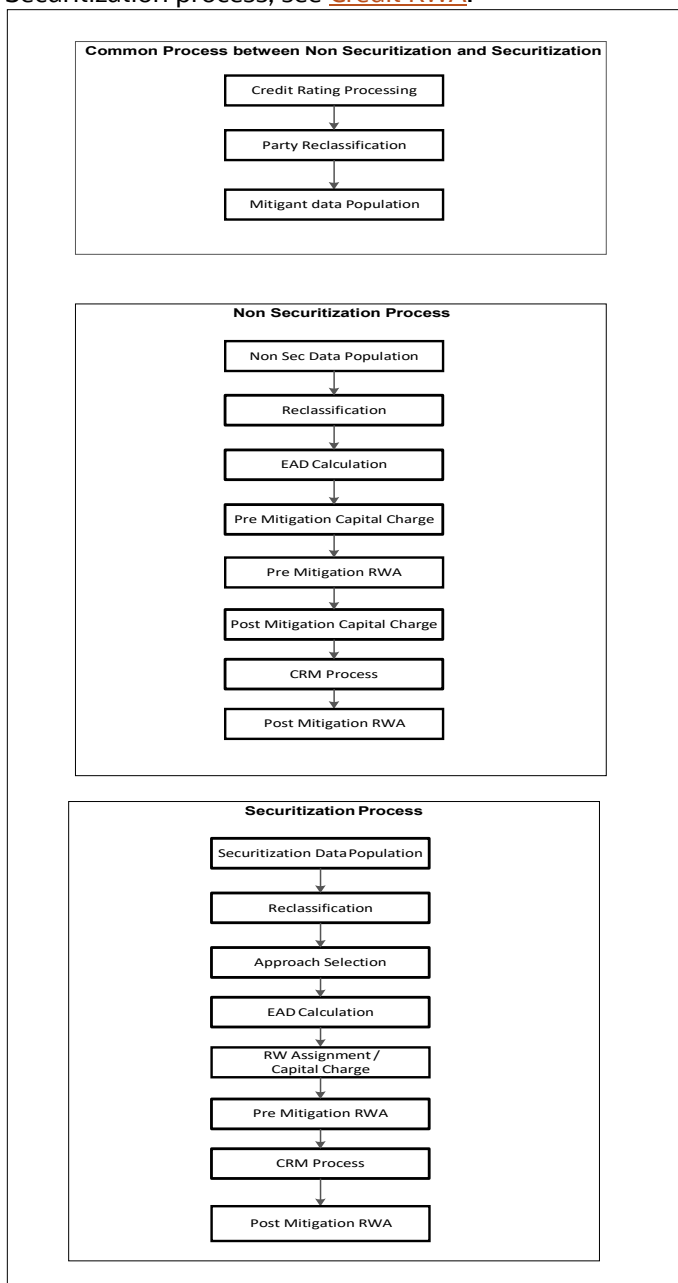 Securitization process, see Credit RWA.
Common Process between Non Securitization and Securitization
Credit Rating Processing
Party Reclassification
Mitigant data Population
Non Securitization Process
Non Sec Data Population
Reclassification
EAD Calculation
Pre Mitigation Capital Charge
Pre Mitigation RWA
Post Mitigation Capital Charge
CRM Process
Post Mitigation RWA
Securitization Process
Securitization Data Population
Reclassification
Approach Selection
EAD Calculation
RW Assignment /
Capital Charge
Pre Mitigation RWA
CRM Process
Post Mitigation RWA